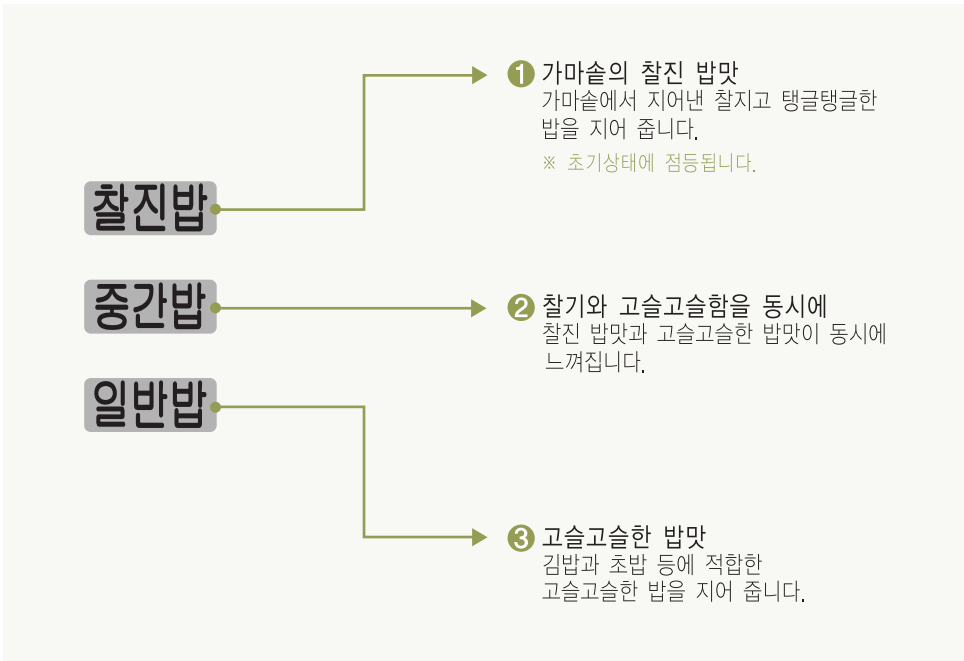 찰진밥
중간밥
일반밥
❶ 가마솥의 찰진 밥맛
가마솥에서 지어낸 찰지고 탱글탱글한
밥을 지어 줍니다.
※ 초기상태에 점등됩니다.
❷ 찰기와 고슬고슬함을 동시에
찰진 밥맛과 고슬고슬한 밥맛이 동시에
느껴집니다.
❸ 고슬고슬한 밥맛
김밥과 초밥 등에 적합한
고슬고슬한 밥을 지어 줍니다.